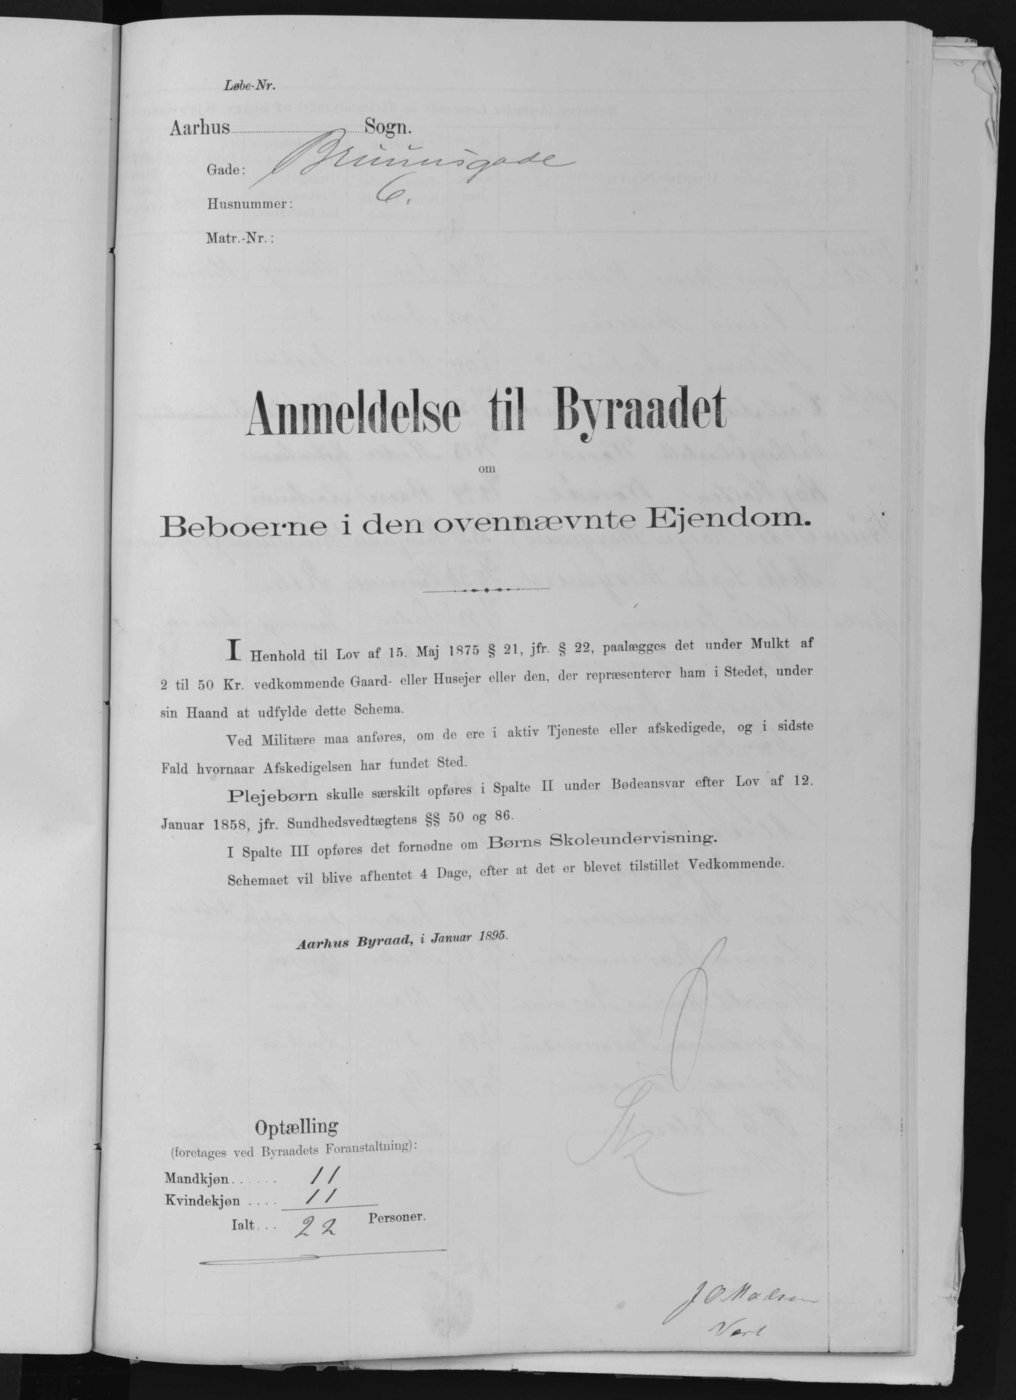 Løbe-Nr.
Aarhus Sogn.
Gade: Bruunsgade
Husnummer: 6.
Matr.-Nr.:
Anmeldelse til Byraadet
om
Beboerne i den ovennævnte Ejendom.
I Henhold til Lov af 15. Maj 1875 § 21, jfr. § 22, paalægges det under Mulkt af
2 til 50 Kr. vedkommende Gaard- eller Husejer eller den, der repræsenterer ham i Stedet, under
sin Haand at udfylde dette Schema.
Ved Militære maa anføres, om de ere i aktiv Tjeneste eller afskedigede, og i sidste
Fald hvornaar Afskedigelsen har fundet Sted.
Plejebørn skulle særskilt opføres i Spalte II under Bødeansvar efter Lov af 12.
Januar 1858, jfr. Sundhedsvedtægtens §§ 50 og 86.
I Spalte III opføres det fornødne om Børns Skoleundervisning.
Schemaet vil blive afhentet 4 Dage, efter at det er blevet tilstillet Vedkommende.
Aarhus Byraad, i Januar 1895.
Optælling
(foretages ved Byraadets Foranstaltning):
Mandkjøn...... 11
Kvindekjøn .... 11
Ialt... 22 Personer.
J O Madsen
Vært